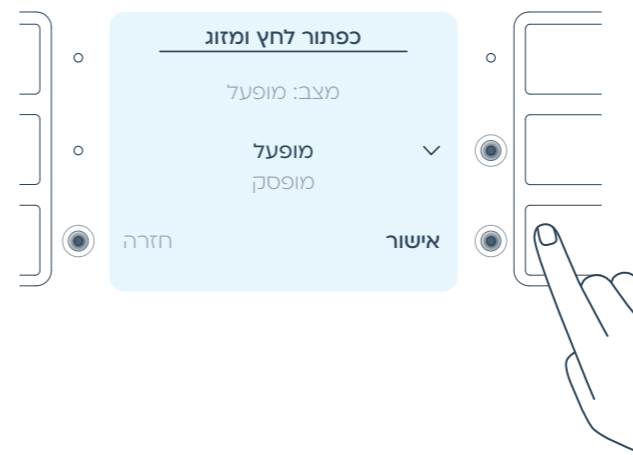 כפתור לחץ ומזוג
מצב: מופעל
מופעל
מופסק
אישור חזרה